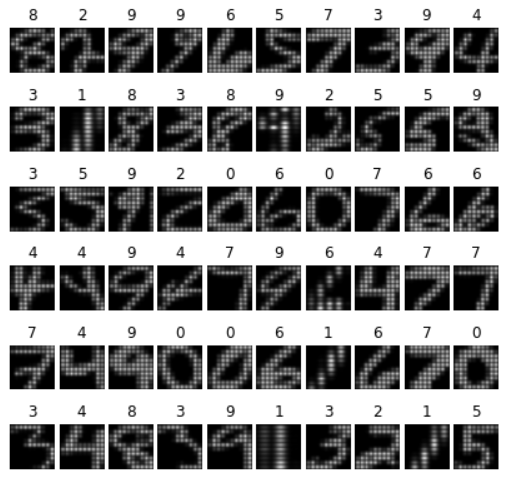 8 2 9 9 6 5 7 3 9 4
3 1 8 3 8 9 2 5 5 9
3 5 9 2 0 6 0 7 6 6
4 4 9 4 7 9 6 4 7 7
7 4 9 0 0 6 1 6 7 0
3 4 8 3 9 1 3 2 1 5